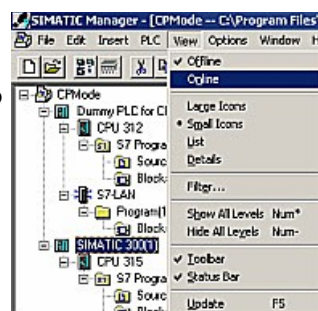 SIMATIC Manager - [CPMode -- C:\Program Files
File Edit Insert PLC View Options Window H
CPMode
Dummy PLC for Cl
CPU 312
S7 Progra
Sourc
Block
S7-LAN
Program(1
Block
SIMATIC 300(1)
CPU 315
S7 Progra
Sourc
Block
✓ Offline
Online
Large Icons
• Small Icons
List
Details
Filter...
Show All Levels Num*
Hide All Levels Num-
✓ Toolbar
✓ Status Bar
Update F5